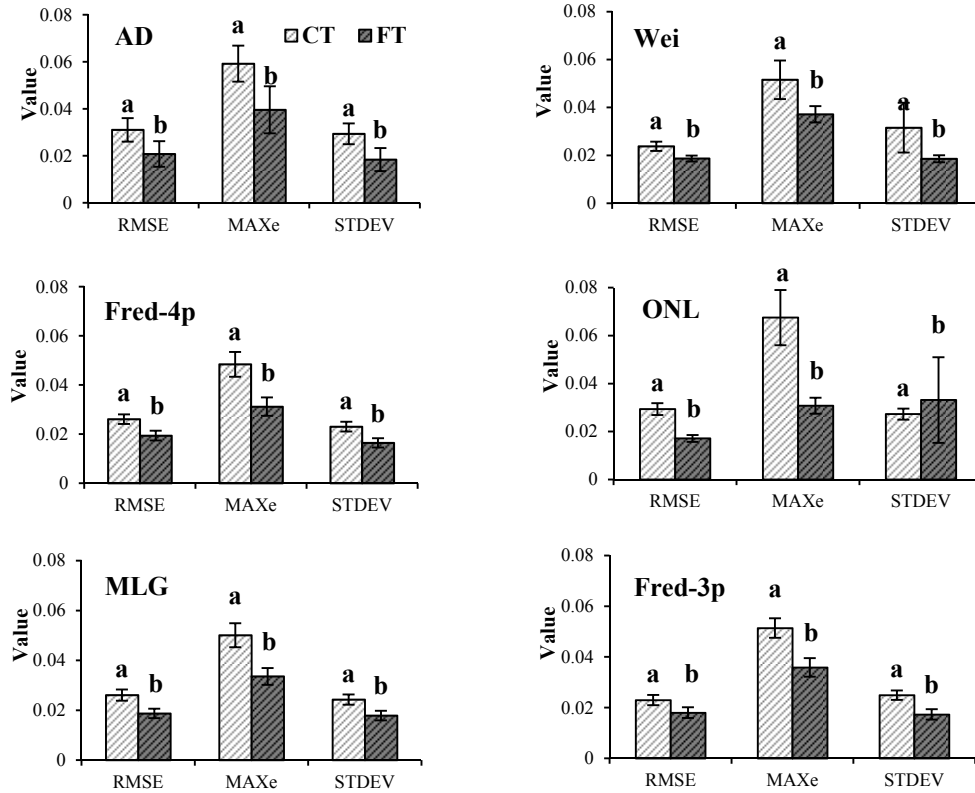 AD
CT FT
Value
0.08
0.06
0.04
0.02
0
a b a b a b
RMSE MAXe STDEV
Wei
Value
0.08
0.06
0.04
0.02
0
a b a b a b
RMSE MAXe STDEV
Fred-4p
Value
0.08
0.06
0.04
0.02
0
a b a b a b
RMSE MAXe STDEV
ONL
Value
0.08
0.06
0.04
0.02
0
a b a b a b
RMSE MAXe STDEV
MLG
Value
0.08
0.06
0.04
0.02
0
a b a b a b
RMSE MAXe STDEV
Fred-3p
Value
0.08
0.06
0.04
0.02
0
a b a b a b
RMSE MAXe STDEV